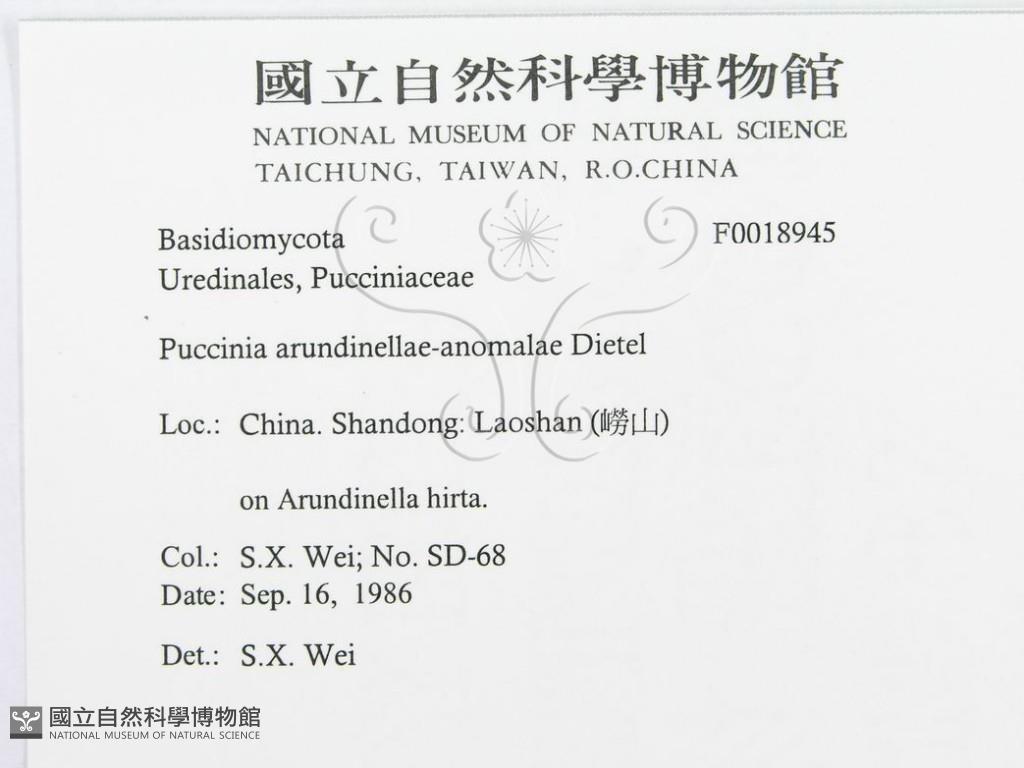 國立自然科學博物館
NATIONAL MUSEUM OF NATURAL SCIENCE
TAICHUNG, TAIWAN, R.O.CHINA
Basidiomycota F0018945
Uredinales, Pucciniaceae
Puccinia arundinellae-anomalae Dietel
Loc.: China. Shandong: Laoshan (嶗山)
on Arundinella hirta.
Col.: S.X. Wei; No. SD-68
Date: Sep. 16, 1986
Det.: S.X. Wei
國立自然科學博物館
NATIONAL MUSEUM OF NATURAL SCIENCE